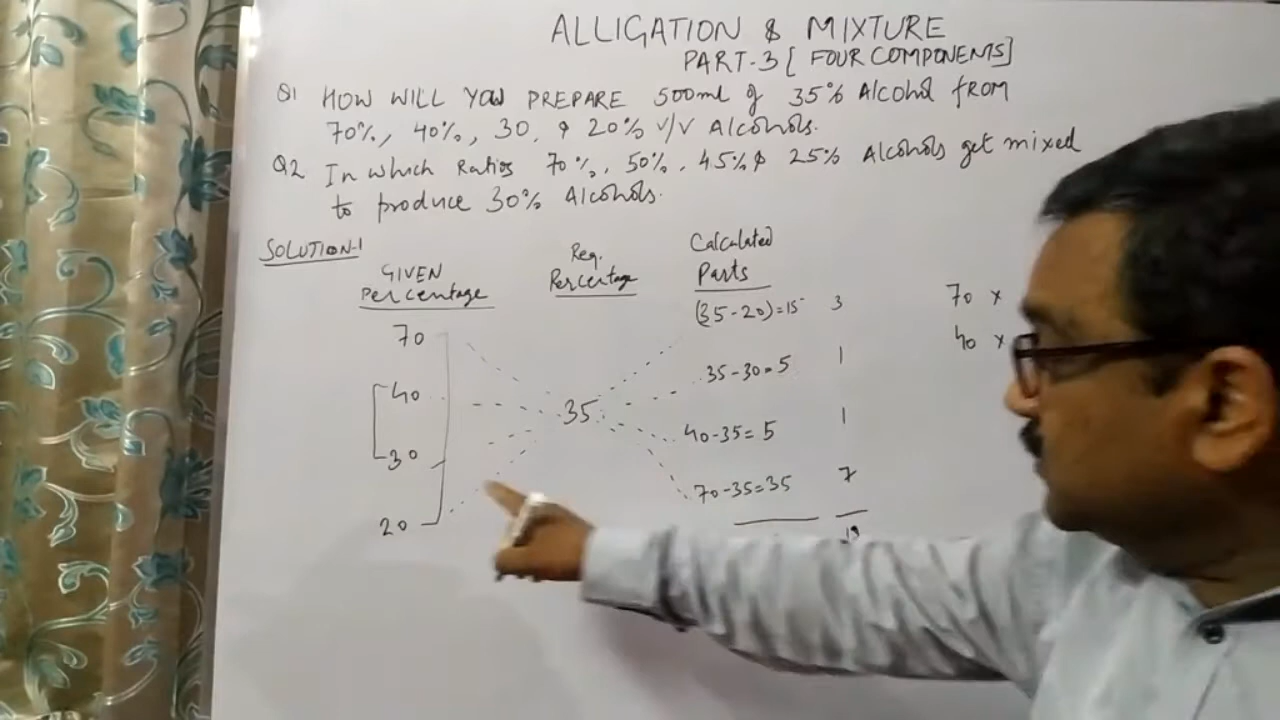 ALLIGATION & MIXTURE
PART-3 [FOUR COMPONENTS]
Q1 HOW WILL YOU PREPARE 500ml of 35% Alcohol FROM
70%, 40%, 30, & 20% V/V Alcohols.
Q2 In which Ratios 70%, 50%, 45% & 25% Alcohols get mixed
to produce 30% Alcohols.
SOLUTION-1
GIVEN Percentage
Req. Percentage
Calculated Parts
70
40
30
20
35
(35-20)=15 3
35-30=5 1
40-35=5 1
70-35=35 7
70 x
40 x